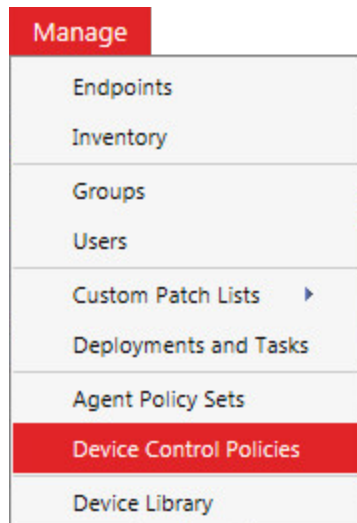 Manage
Endpoints
Inventory
Groups
Users
Custom Patch Lists
Deployments and Tasks
Agent Policy Sets
Device Control Policies
Device Library